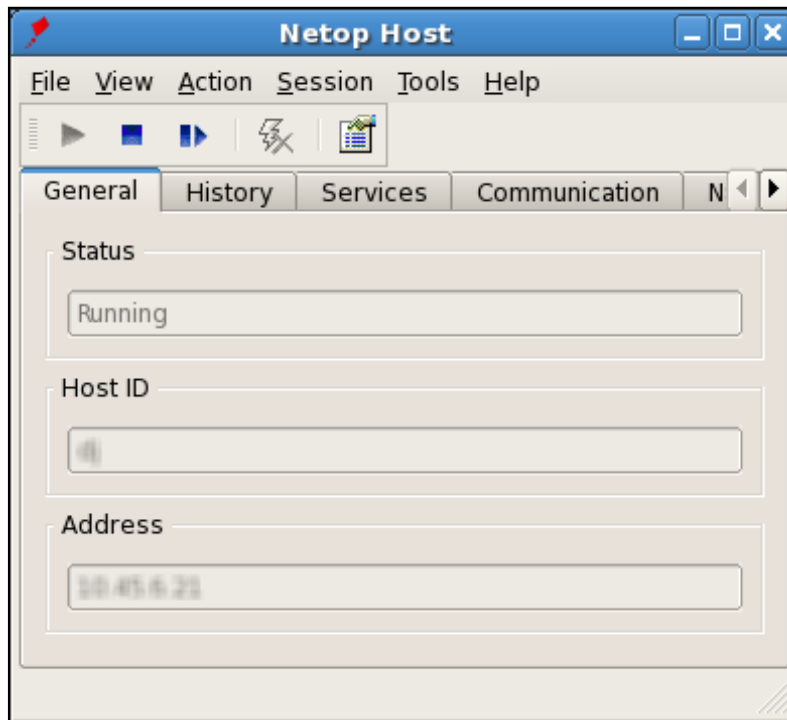 Netop Host
File View Action Session Tools Help
General History Services Communication N
Status
Running
Host ID
Address